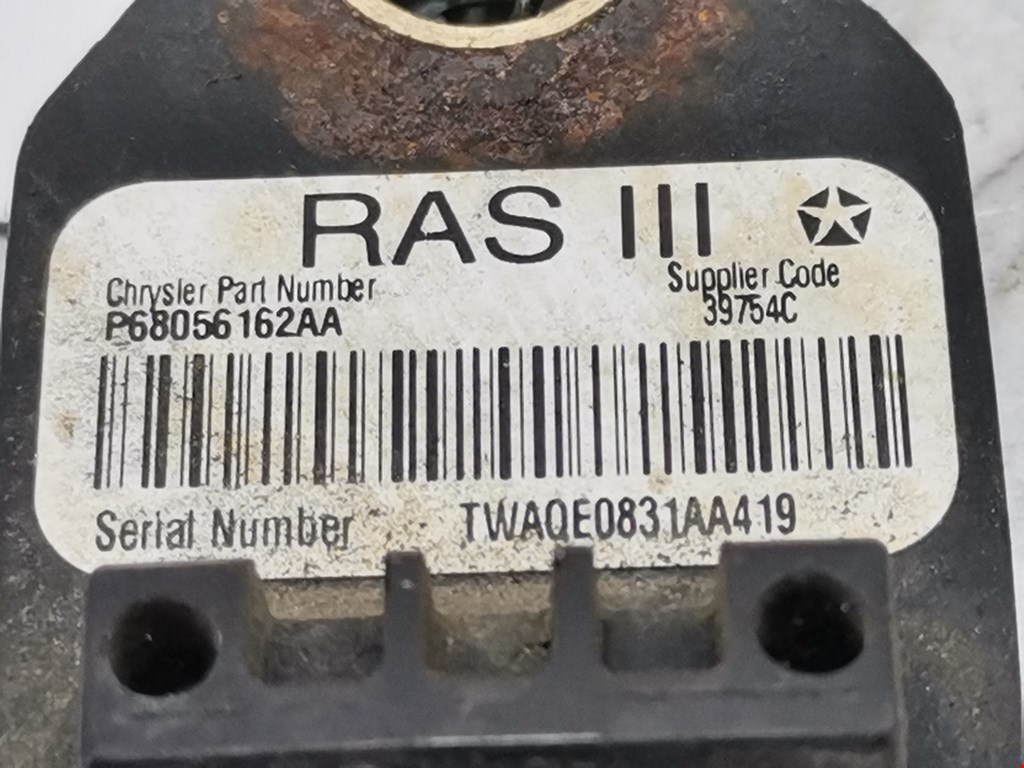 RAS III
Chrysler Part Number
P68056162AA
Supplier Code
39754C
Serial Number TWAQE0831AA419